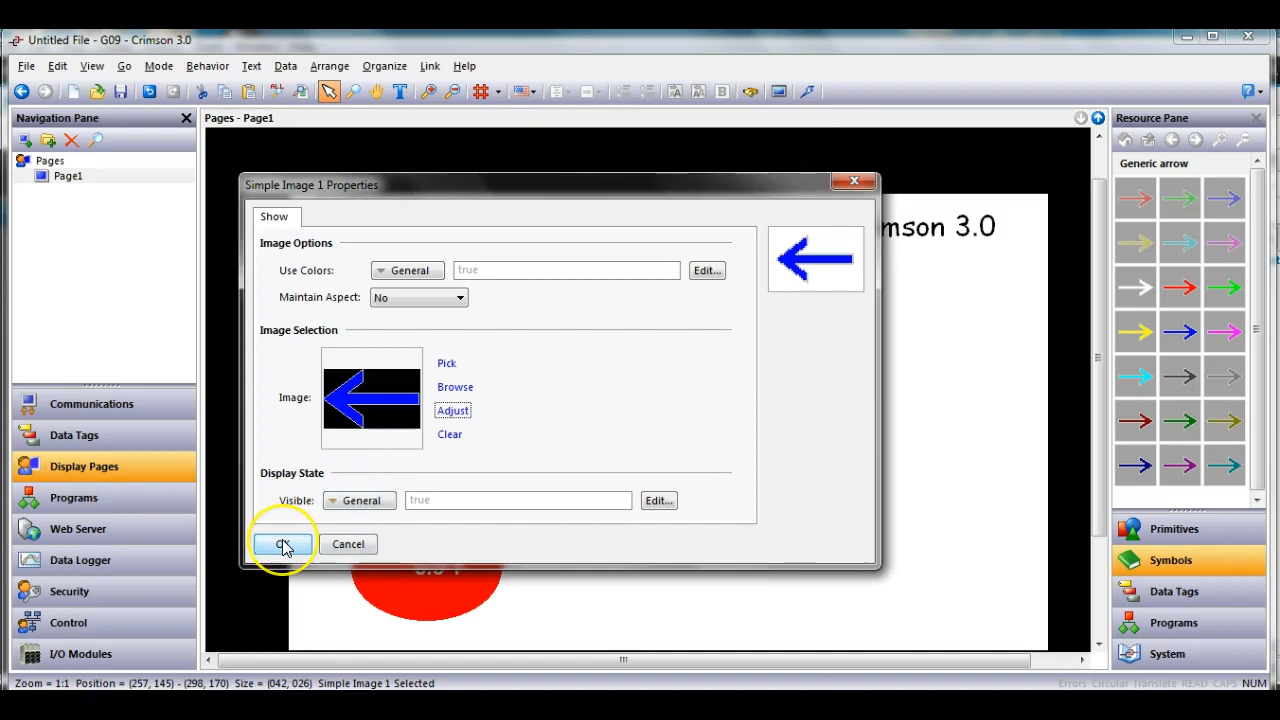 Untitled File - G09 - Crimson 3.0
File Edit View Go Mode Behavior Text Data Arrange Organize Link Help
Navigation Pane
Pages - Page1
Resource Pane
Pages
Page1
Generic arrow
Simple Image 1 Properties
Show
Image Options
Use Colors: General true Edit...
Maintain Aspect: No
Image Selection
Image:
Pick
Browse
Adjust
Clear
Display State
Visible: General true Edit...
Cancel
mson 3.0
Communications
Data Tags
Display Pages
Programs
Web Server
Data Logger
Security
Control
I/O Modules
Primitives
Symbols
Data Tags
Programs
System
Zoom = 1:1 Position = (257, 145) - (298, 170) Size = (042, 026) Simple Image 1 Selected
Errors Circular Translate READ CAPS NUM